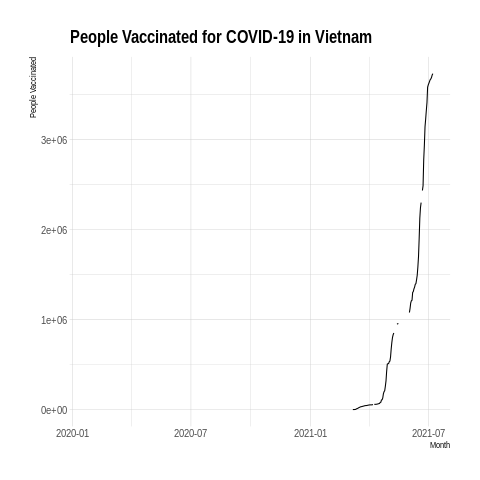 People Vaccinated for COVID-19 in Vietnam
People Vaccinated
3e+06
2e+06
1e+06
0e+00
2020-01 2020-07 2021-01 2021-07
Month